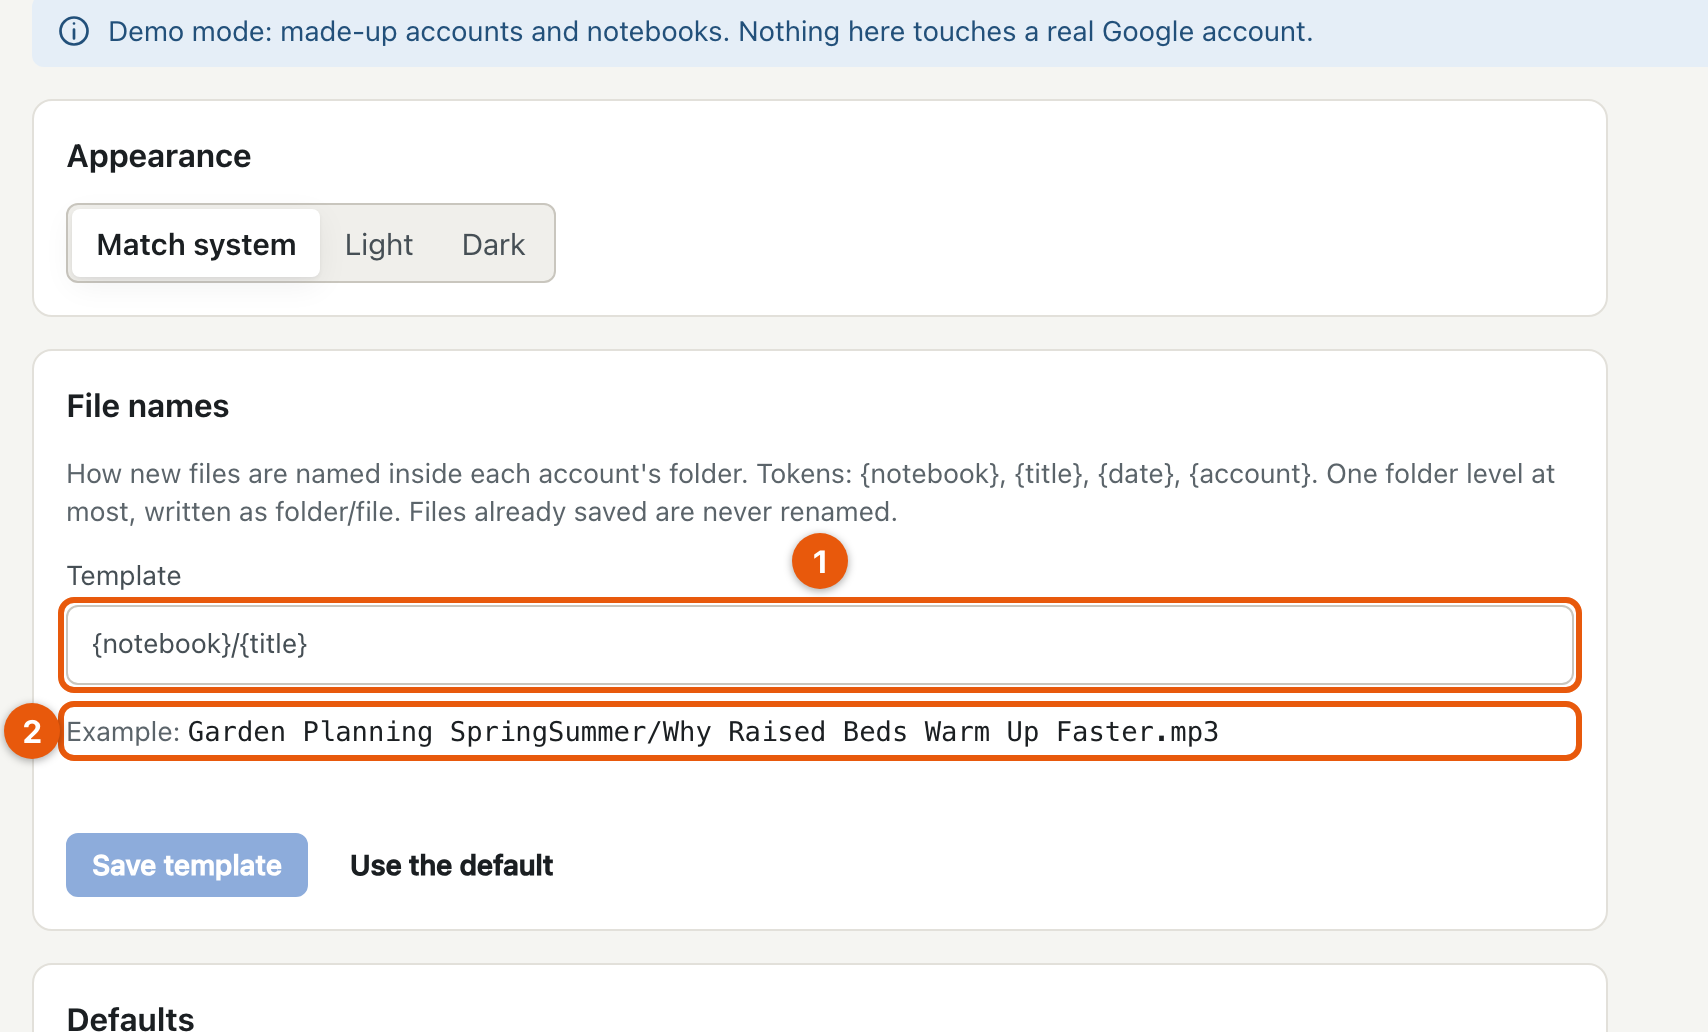 Demo mode: made-up accounts and notebooks. Nothing here touches a real Google account.
Appearance
Match system Light Dark
File names
How new files are named inside each account's folder. Tokens: {notebook}, {title}, {date}, {account}. One folder level at
most, written as folder/file. Files already saved are never renamed.
1
Template
{notebook}/{title}
2 Example: Garden Planning SpringSummer/Why Raised Beds Warm Up Faster.mp3
Save template Use the default
Defaults